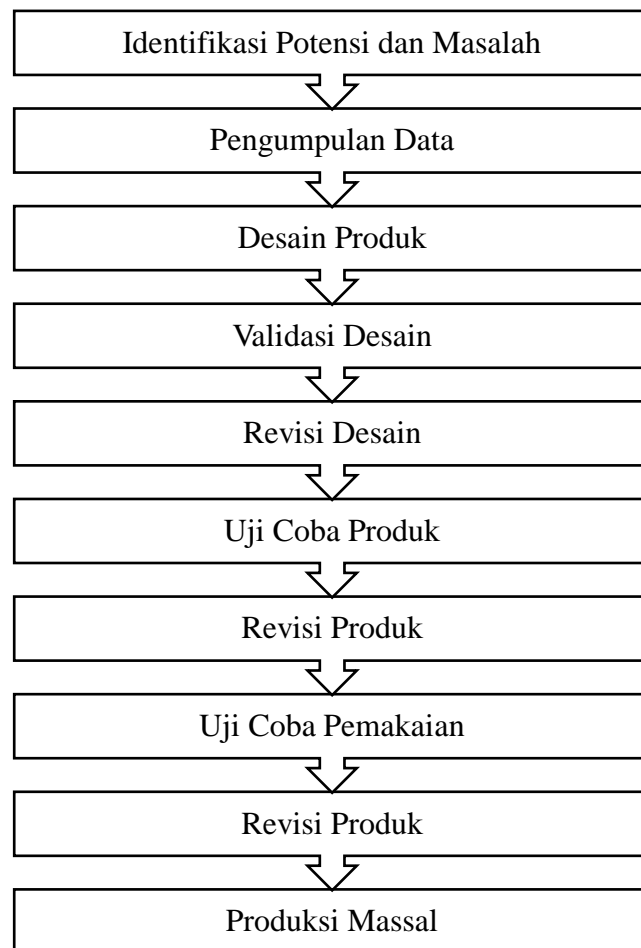 Identifikasi Potensi dan Masalah
Pengumpulan Data
Desain Produk
Validasi Desain
Revisi Desain
Uji Coba Produk
Revisi Produk
Uji Coba Pemakaian
Revisi Produk
Produksi Massal